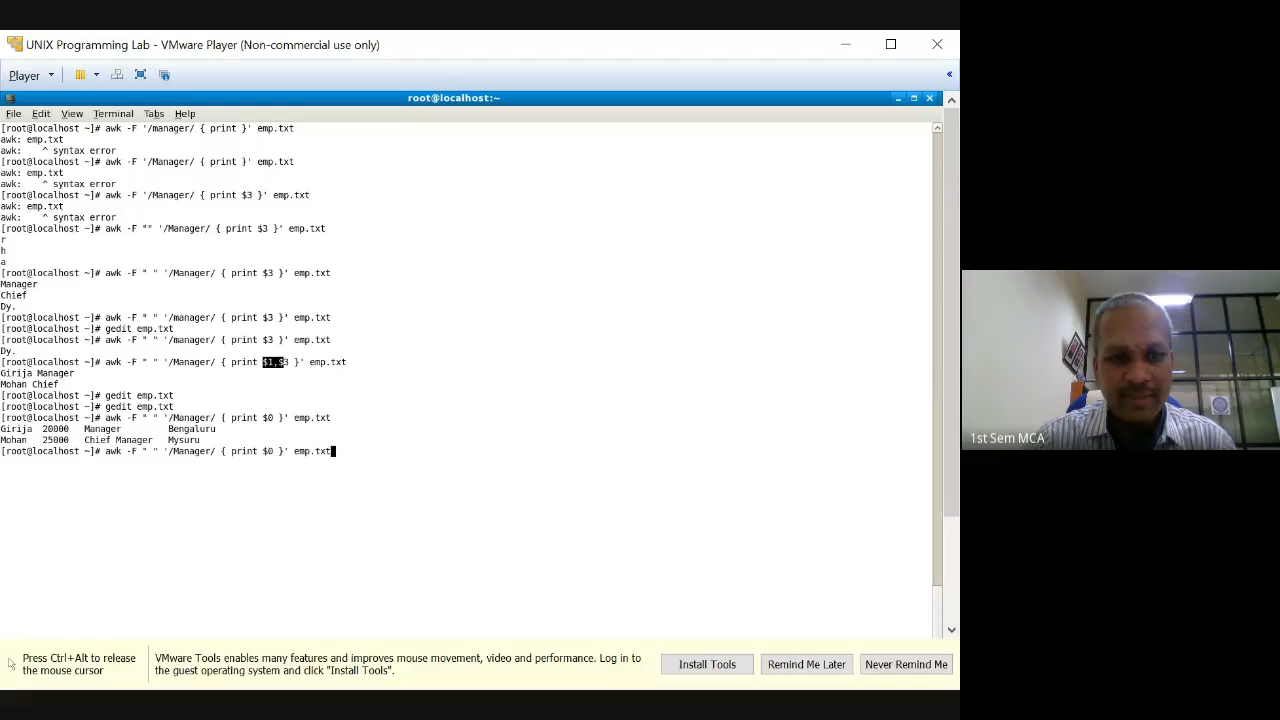 UNIX Programming Lab - VMware Player (Non-commercial use only)
Player
root@localhost:~
File Edit View Terminal Tabs Help
[root@localhost ~]# awk -F '/manager/ { print }' emp.txt
awk: emp.txt
awk:    ^ syntax error
[root@localhost ~]# awk -F '/Manager/ { print }' emp.txt
awk: emp.txt
awk:    ^ syntax error
[root@localhost ~]# awk -F '/Manager/ { print $3 }' emp.txt
awk: emp.txt
awk:    ^ syntax error
[root@localhost ~]# awk -F "" '/Manager/ { print $3 }' emp.txt
r
h
a
[root@localhost ~]# awk -F " " '/Manager/ { print $3 }' emp.txt
Manager
Chief
Dy.
[root@localhost ~]# awk -F " " '/manager/ { print $3 }' emp.txt
[root@localhost ~]# gedit emp.txt
[root@localhost ~]# awk -F " " '/manager/ { print $3 }' emp.txt
Dy.
[root@localhost ~]# awk -F " " '/Manager/ { print $1,$3 }' emp.txt
Girija Manager
Mohan Chief
[root@localhost ~]# gedit emp.txt
[root@localhost ~]# gedit emp.txt
[root@localhost ~]# awk -F " " '/Manager/ { print $0 }' emp.txt
Girija  20000   Manager         Bengaluru
Mohan   25000   Chief Manager   Mysuru
[root@localhost ~]# awk -F " " '/Manager/ { print $0 }' emp.txt
1st Sem MCA
Press Ctrl+Alt to release
the mouse cursor
VMware Tools enables many features and improves mouse movement, video and performance. Log in to
the guest operating system and click "Install Tools".
Install Tools
Remind Me Later
Never Remind Me